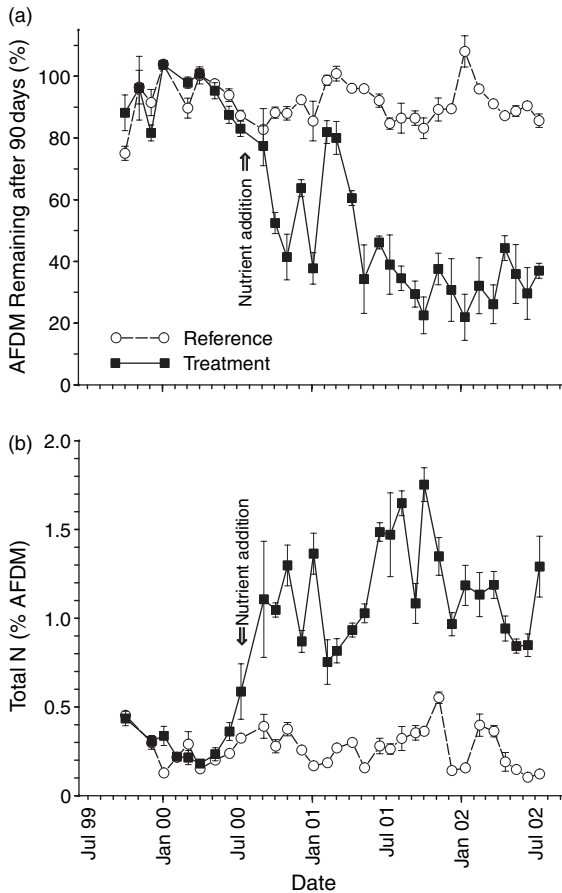 (a)
AFDM Remaining after 90 days (%)
100
80
60
40
20
0
Nutrient addition
Reference
Treatment
(b)
Total N (% AFDM)
2.0
1.5
1.0
0.5
0
Nutrient addition
Jul 99
Jan 00
Jul 00
Jan 01
Jul 01
Jan 02
Jul 02
Date